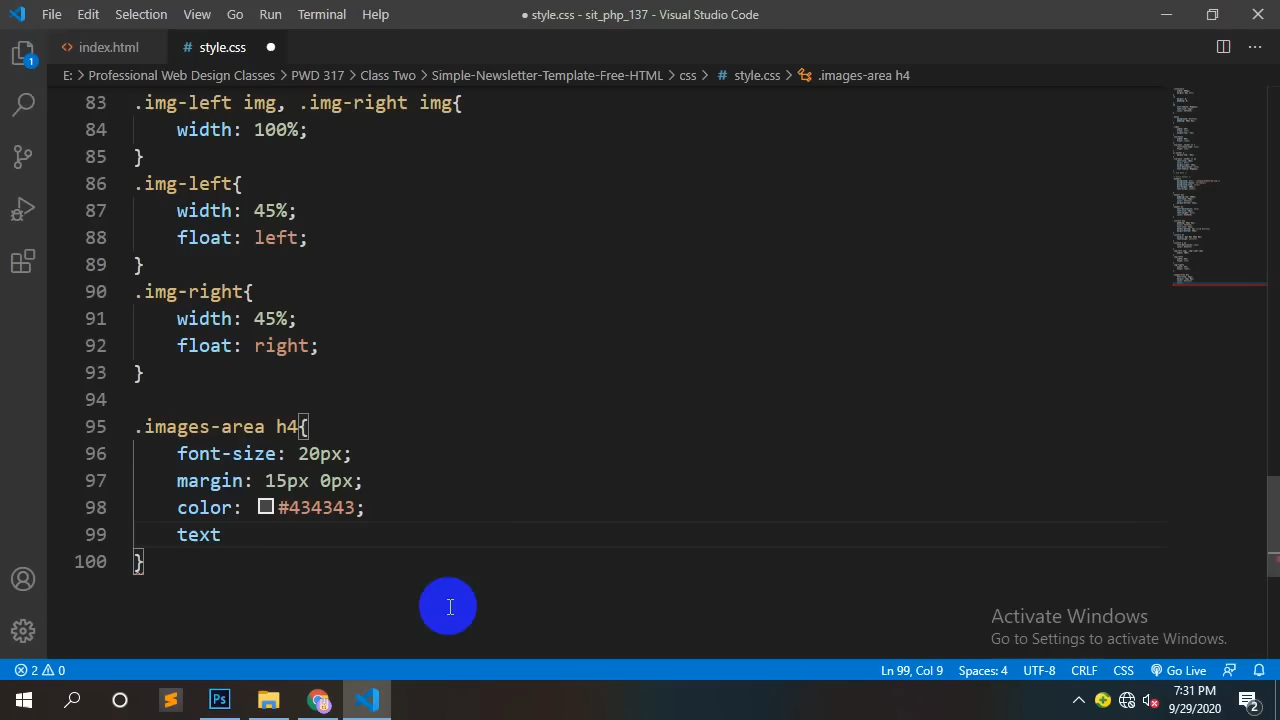 File Edit Selection View Go Run Terminal Help
● style.css - sit_php_137 - Visual Studio Code
index.html
# style.css
E: > Professional Web Design Classes > PWD 317 > Class Two > Simple-Newsletter-Template-Free-HTML > css > # style.css > .images-area h4
83 .img-left img, .img-right img{
84     width: 100%;
85 }
86 .img-left{
87     width: 45%;
88     float: left;
89 }
90 .img-right{
91     width: 45%;
92     float: right;
93 }
94
95 .images-area h4{
96     font-size: 20px;
97     margin: 15px 0px;
98     color: #434343;
99     text
100 }
1
Activate Windows
Go to Settings to activate Windows.
2 0 Ln 99, Col 9 Spaces: 4 UTF-8 CRLF CSS Go Live
Ps
7:31 PM
9/29/2020
2